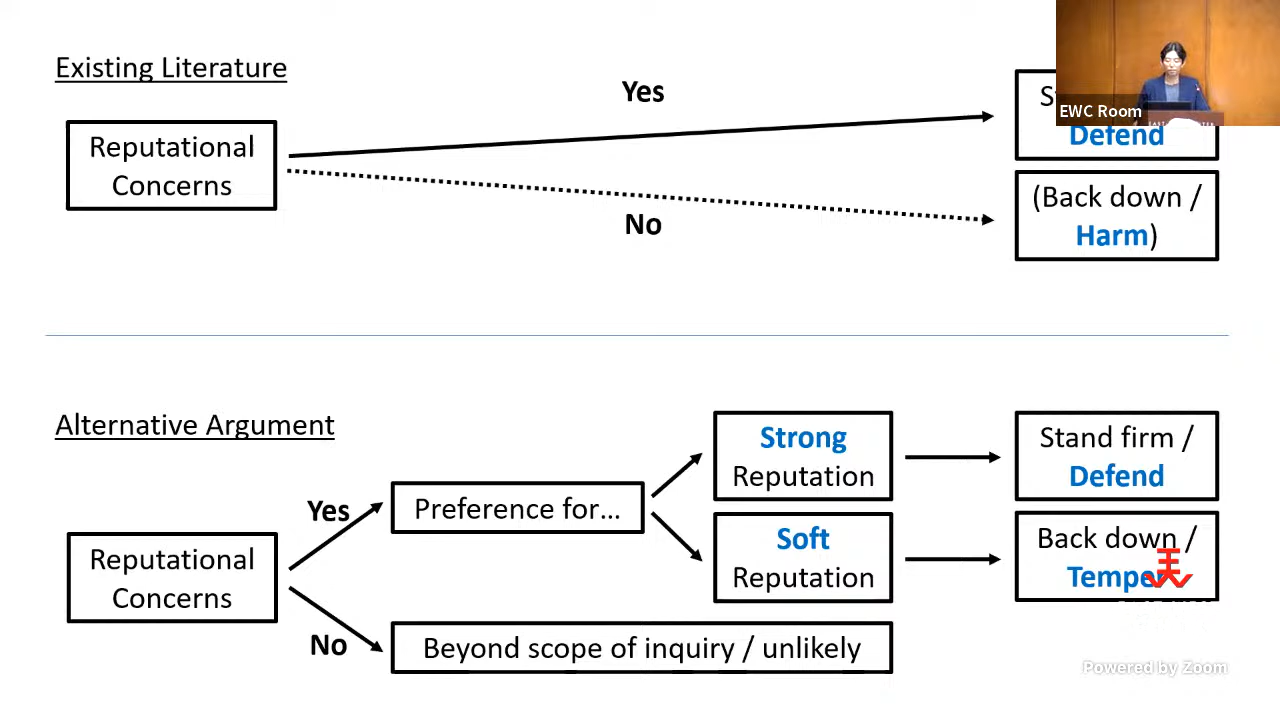 Existing Literature
Yes
EWC Room
Defend
Reputational
Concerns
(Back down /
Harm)
No
Alternative Argument
Strong
Reputation
Stand firm /
Defend
Yes
Preference for...
Soft
Reputation
Back down /
Temper
Reputational
Concerns
No
Beyond scope of inquiry / unlikely
Powered by Zoom